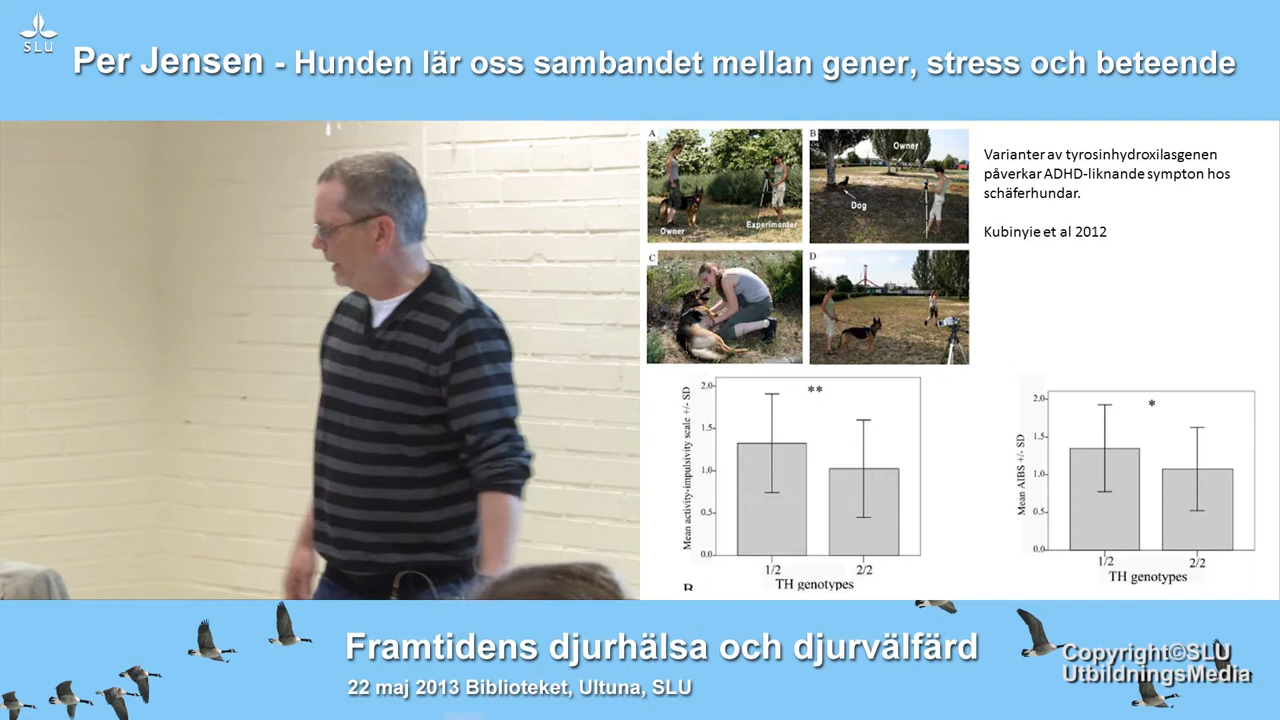 SLU
Per Jensen - Hunden lär oss sambandet mellan gener, stress och beteende
A
Owner
Experimenter
B
Owner
Dog
C
D
Varianter av tyrosinhydroxilasgenen
påverkar ADHD-liknande sympton hos
schäferhundar.
Kubinyie et al 2012
Mean activity-impulsivity scale +/- SD
2.0
1.5
1.0
0.5
0.0
**
1/2
2/2
TH genotypes
B
Mean AIBS +/- SD
2.0
1.5
1.0
0.5
0.0
*
1/2
2/2
TH genotypes
Framtidens djurhälsa och djurvälfärd
22 maj 2013 Biblioteket, Ultuna, SLU
Copyright©SLU
UtbildningsMedia